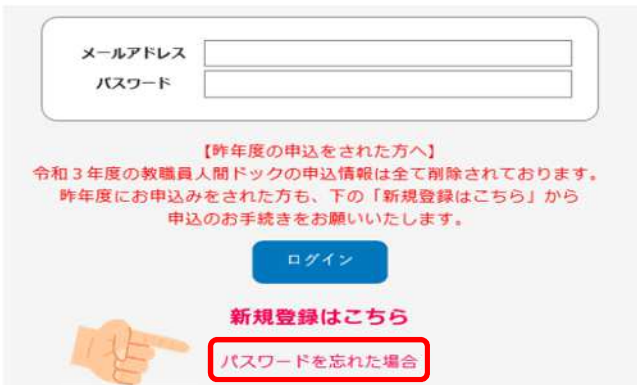 メールアドレス
パスワード
【昨年度の申込をされた方へ】
令和3年度の教職員人間ドックの申込情報は全て削除されております。
昨年度にお申込みをされた方も、下の「新規登録はこちら」から
申込のお手続きをお願いいたします。
ログイン
新規登録はこちら
パスワードを忘れた場合